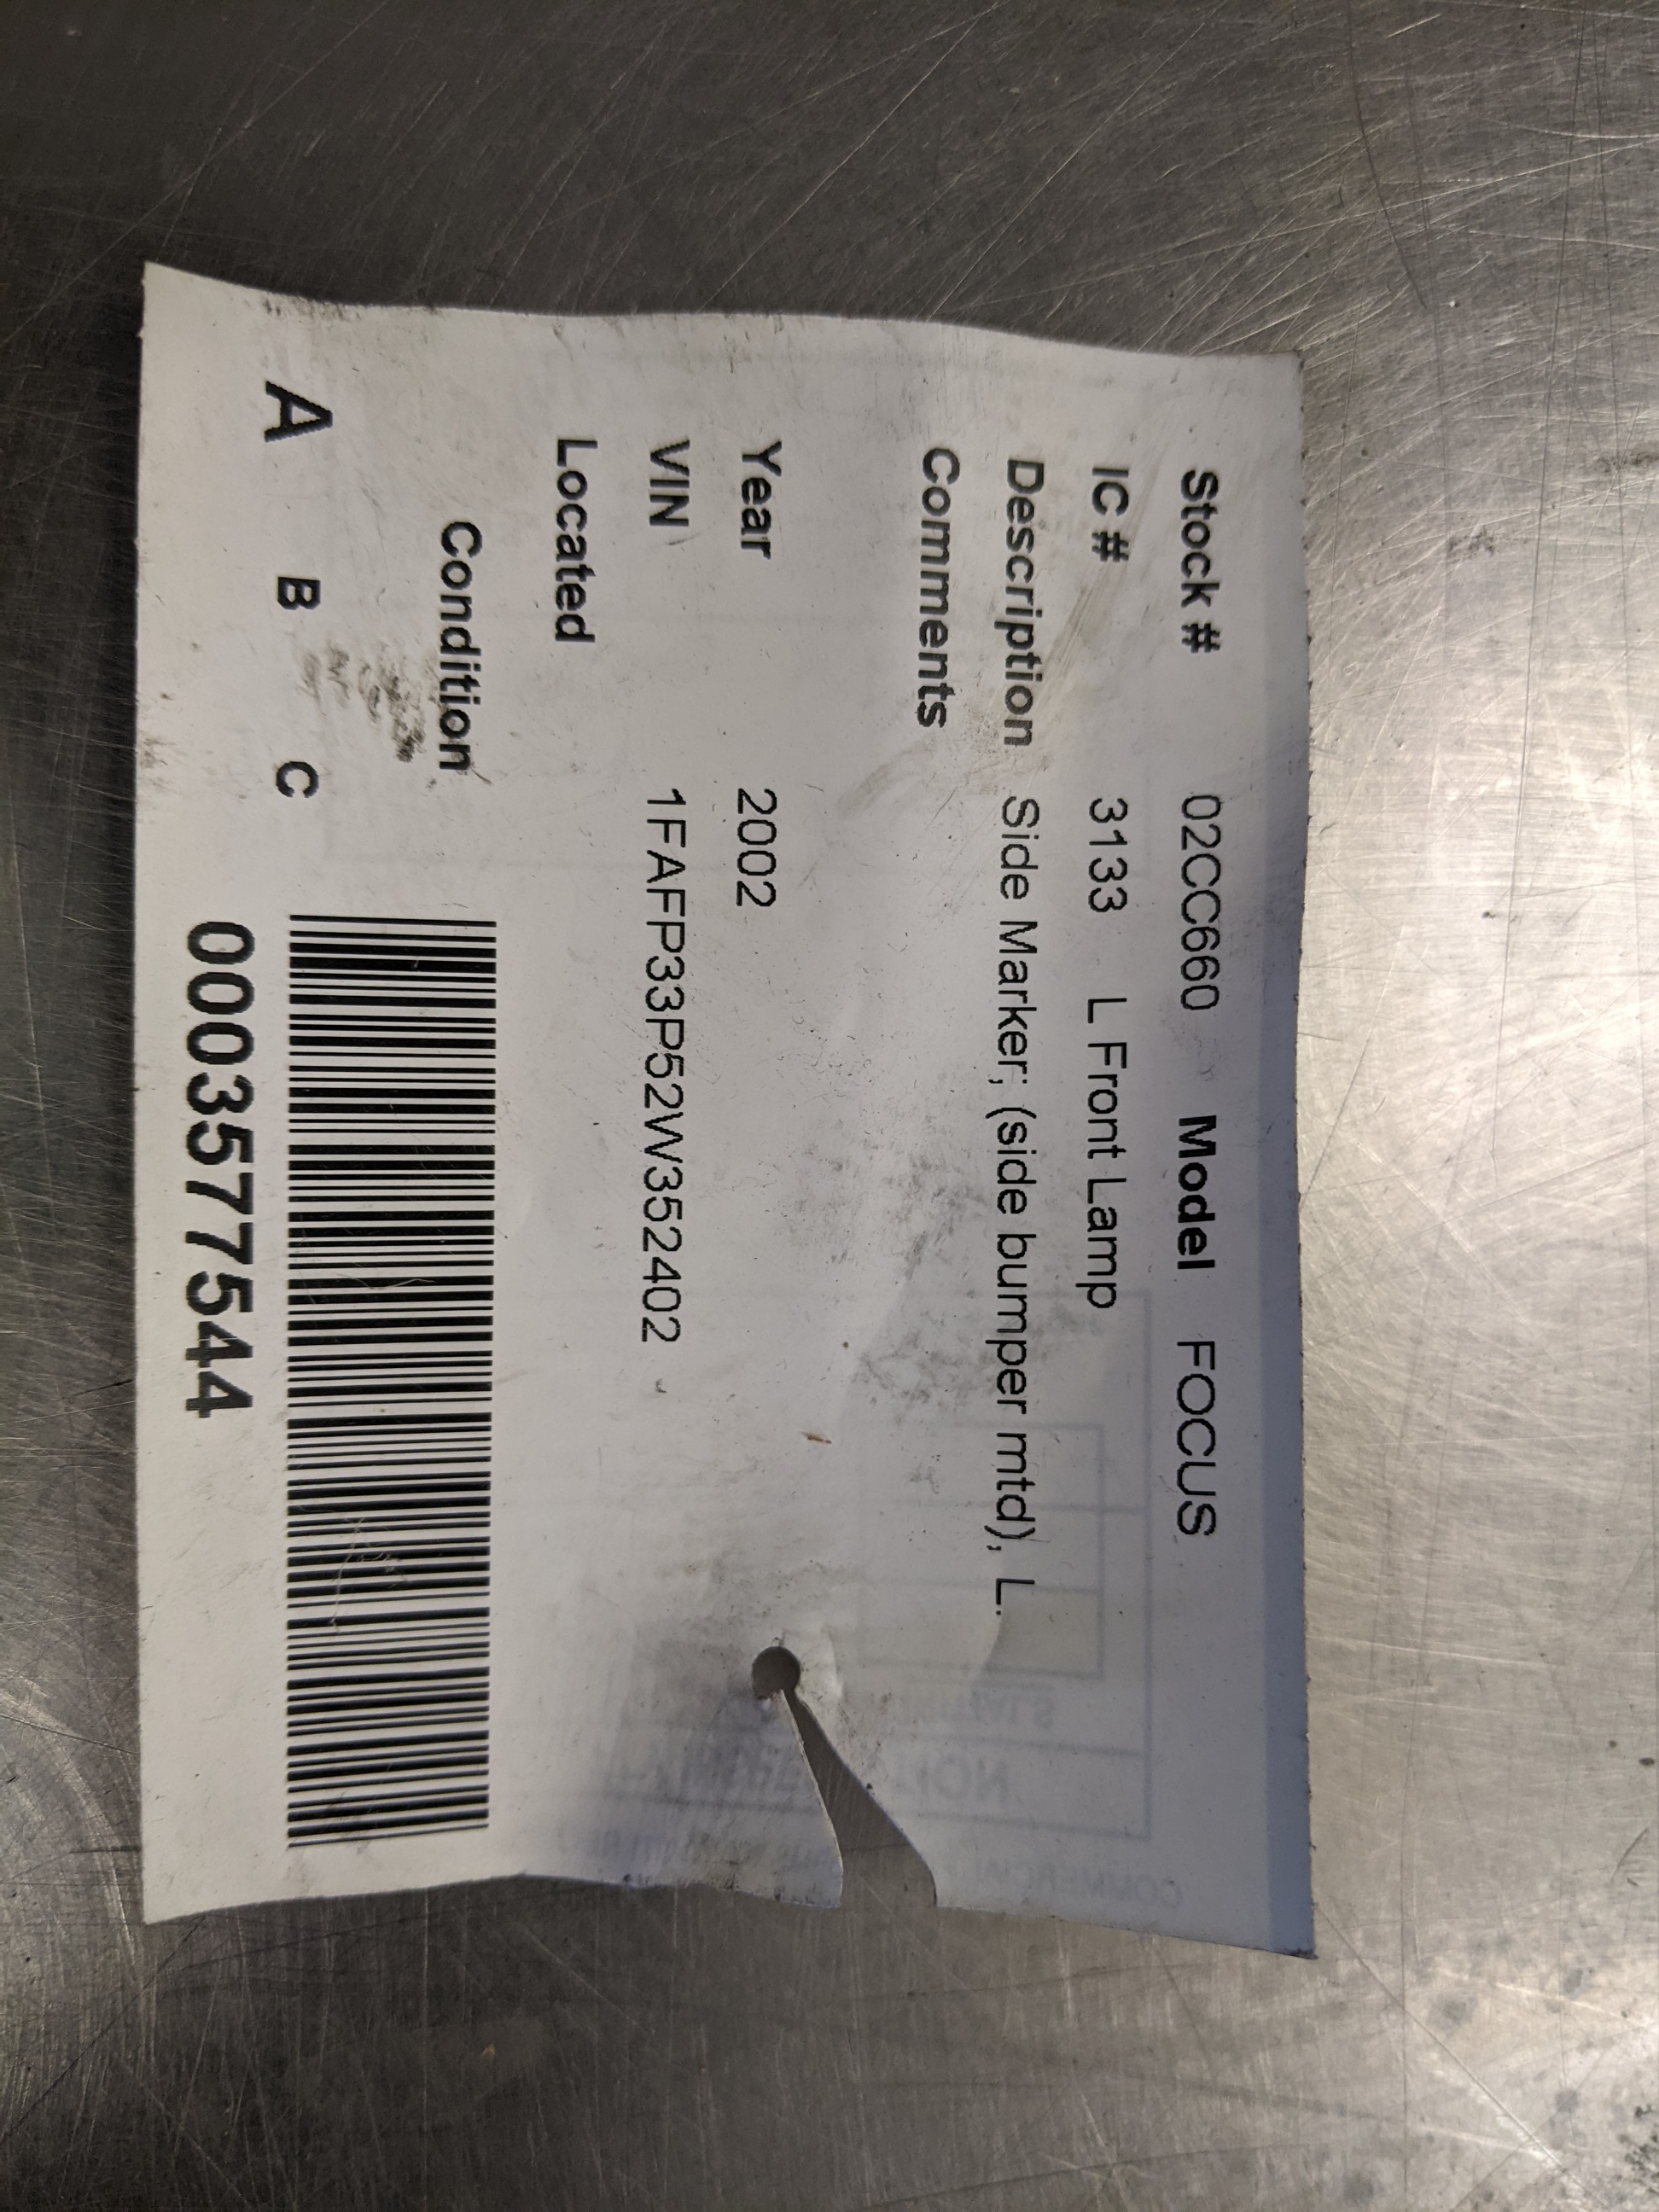 Stock # 02CC660 Model FOCUS
IC # 3133 L Front Lamp
Description Side Marker; (side bumper mtd), L.
Comments
Year 2002
VIN 1FAFP33P52W352402
Located
Condition
A B C
0003577544